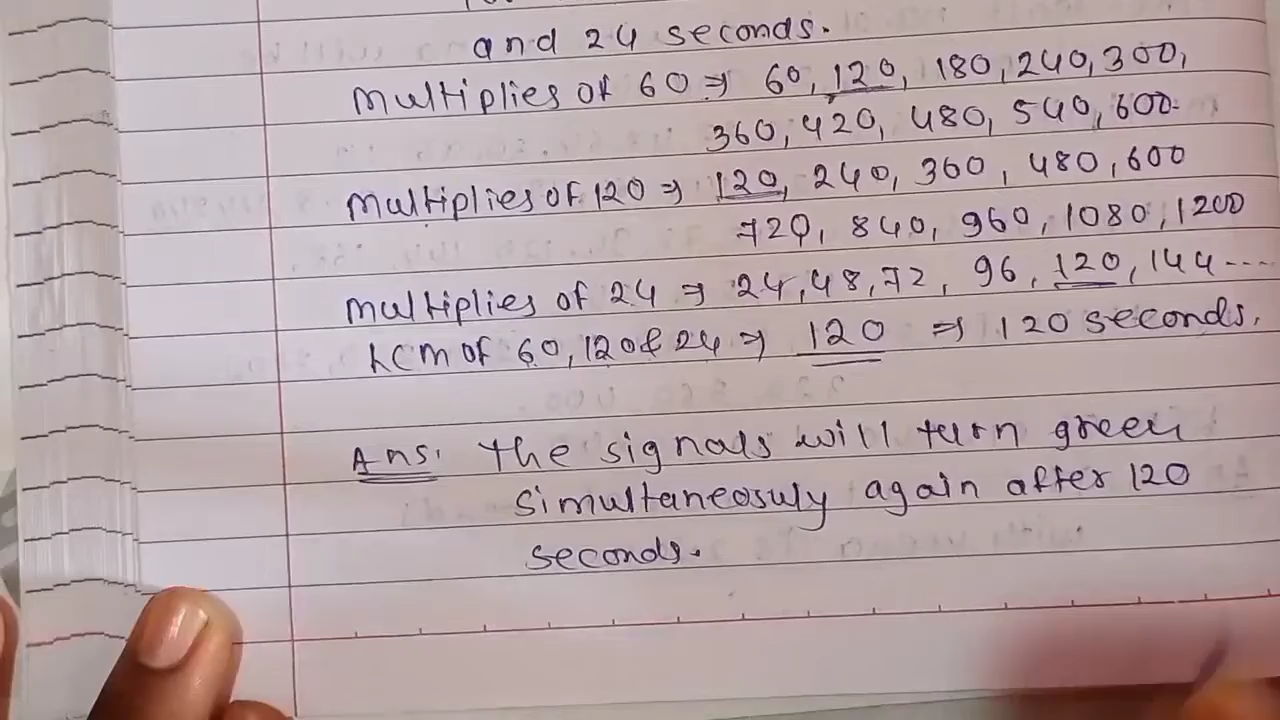 and 24 seconds.
Multiplies of 60 ⇒ 60, 120, 180, 240, 300,
360, 420, 480, 540, 600.
Multiplies of 120 ⇒ 120, 240, 360, 480, 600
720, 840, 960, 1080, 1200
Multiplies of 24 ⇒ 24, 48, 72, 96, 120, 144 ----
LCM of 60, 120 & 24 ⇒ 120 ⇒ 120 seconds.
Ans. The signals will turn green
simultaneosuly again after 120
seconds.